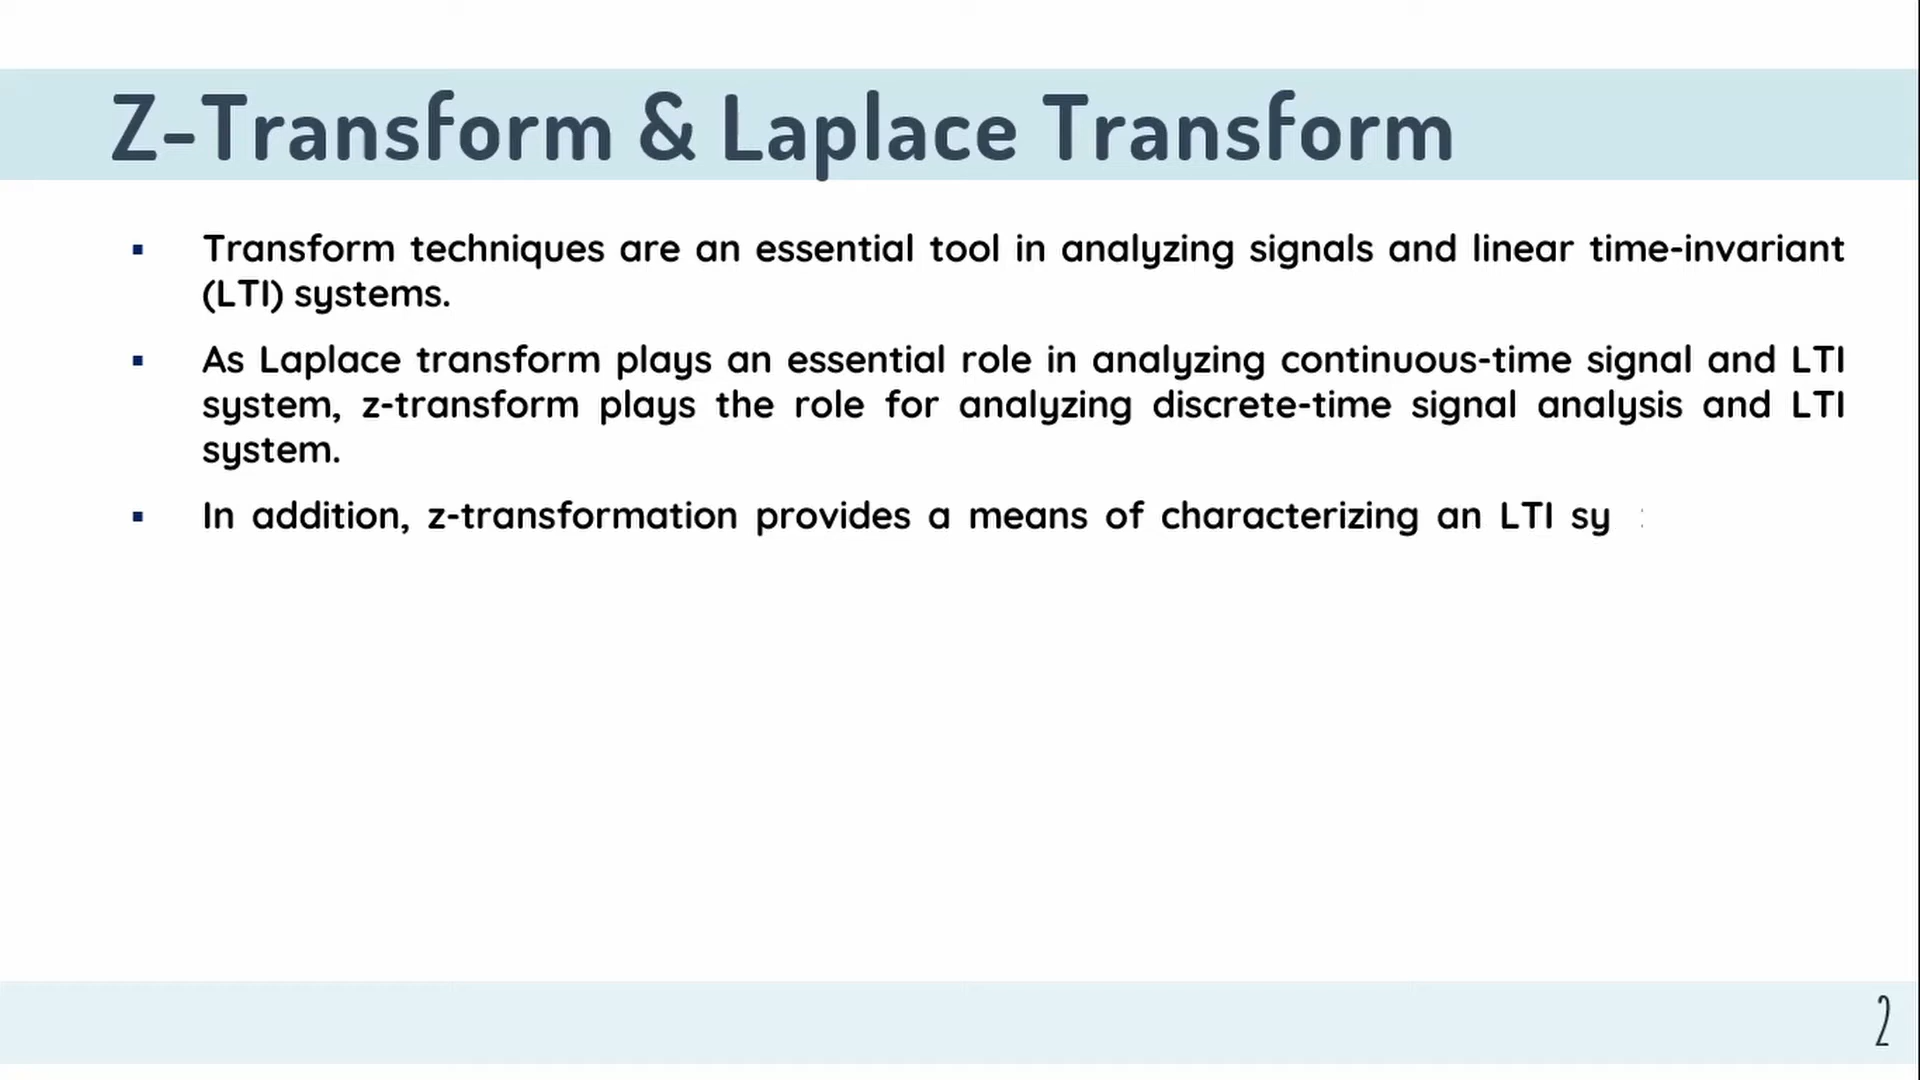 Z-Transform & Laplace Transform
▪ Transform techniques are an essential tool in analyzing signals and linear time-invariant
(LTI) systems.
▪ As Laplace transform plays an essential role in analyzing continuous-time signal and LTI
system, z-transform plays the role for analyzing discrete-time signal analysis and LTI
system.
▪ In addition, z-transformation provides a means of characterizing an LTI sy
2